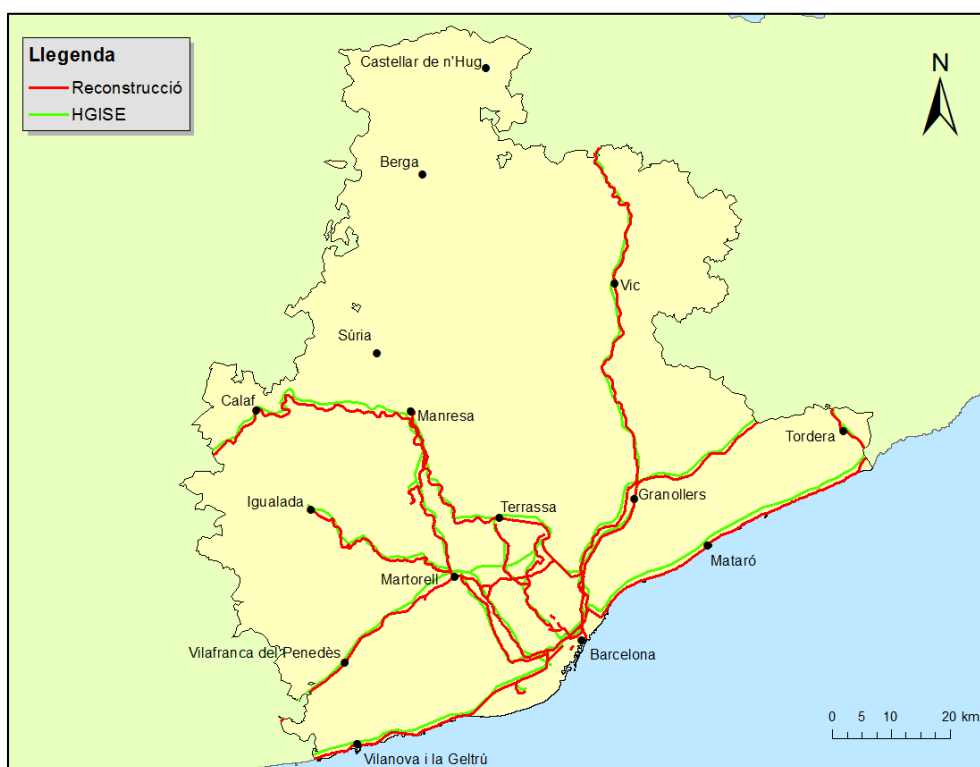 Llegenda
Reconstrucció
HGISE
Castellar de n'Hug
N
Berga
Vic
Súria
Calaf
Manresa
Tordera
Igualada
Terrassa
Granollers
Mataró
Martorell
Vilafranca del Penedès
Barcelona
0 5 10 20 km
Vilanova i la Geltrú